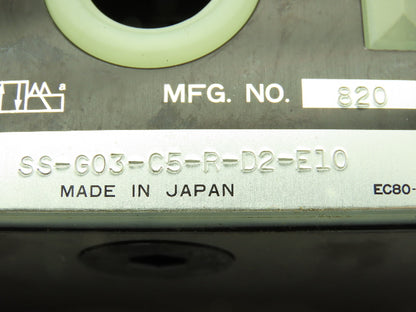 a
MFG. NO. 820
SS-G03-C5-R-D2-E10
MADE IN JAPAN
EC80-